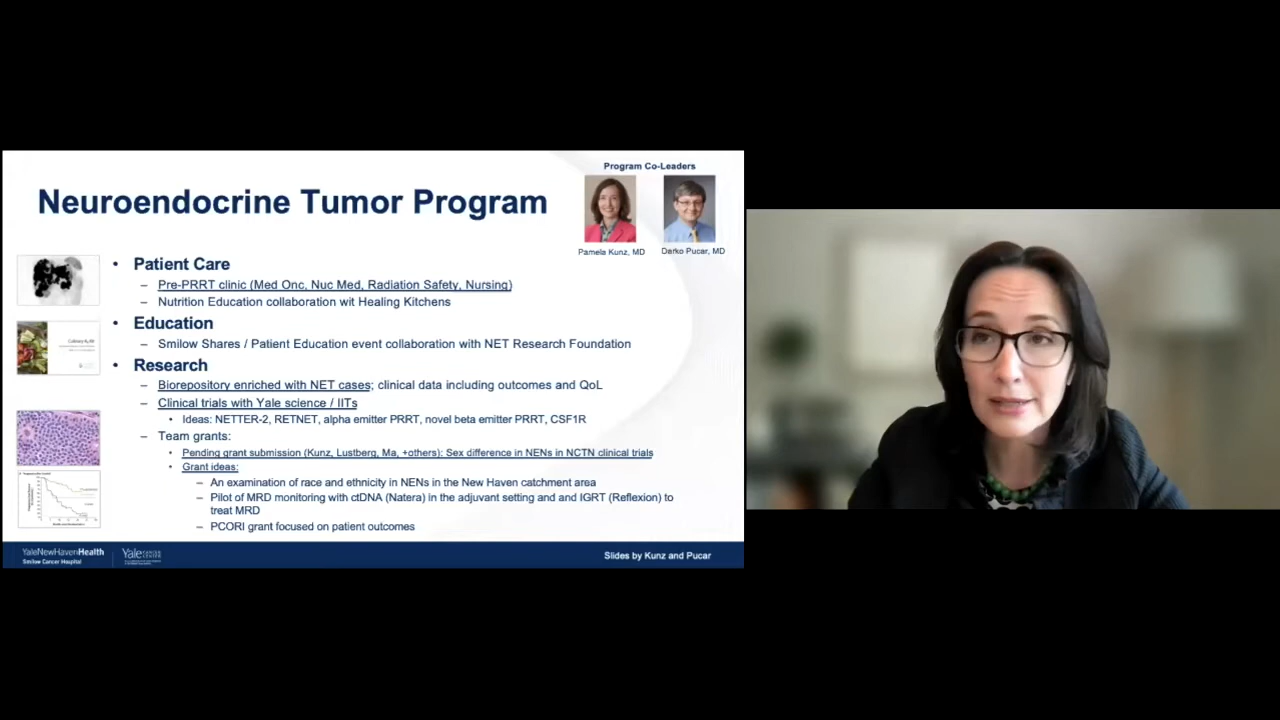 Program Co-Leaders
Neuroendocrine Tumor Program
Pamela Kunz, MD
Darko Pucar, MD
• Patient Care
– Pre-PRRT clinic (Med Onc, Nuc Med, Radiation Safety, Nursing)
– Nutrition Education collaboration wit Healing Kitchens
• Education
– Smilow Shares / Patient Education event collaboration with NET Research Foundation
• Research
– Biorepository enriched with NET cases; clinical data including outcomes and QoL
– Clinical trials with Yale science / IITs
• Ideas: NETTER-2, RETNET, alpha emitter PRRT, novel beta emitter PRRT, CSF1R
– Team grants:
• Pending grant submission (Kunz, Lustberg, Ma, +others): Sex difference in NENs in NCTN clinical trials
• Grant ideas:
– An examination of race and ethnicity in NENs in the New Haven catchment area
– Pilot of MRD monitoring with ctDNA (Natera) in the adjuvant setting and and IGRT (Reflexion) to
treat MRD
– PCORI grant focused on patient outcomes
YaleNewHavenHealth
Smilow Cancer Hospital
Yale
Slides by Kunz and Pucar